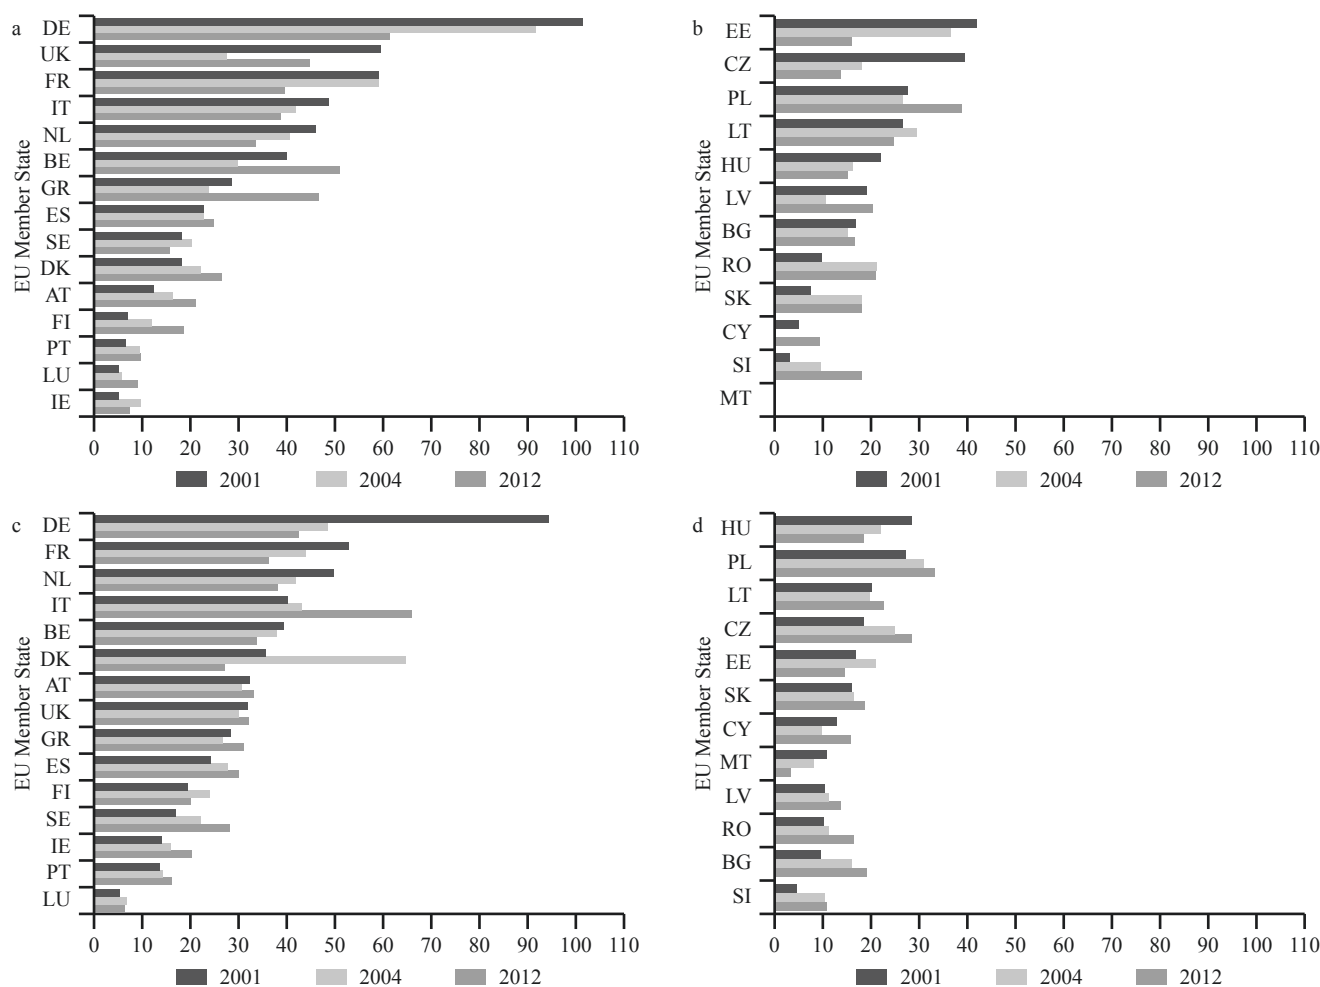 a
EU Member State
DE
UK
FR
IT
NL
BE
GR
ES
SE
DK
AT
FI
PT
LU
IE
0 10 20 30 40 50 60 70 80 90 100 110
2001 2004 2012
b
EU Member State
EE
CZ
PL
LT
HU
LV
BG
RO
SK
CY
SI
MT
0 10 20 30 40 50 60 70 80 90 100 110
2001 2004 2012
c
EU Member State
DE
FR
NL
IT
BE
DK
AT
UK
GR
ES
FI
SE
IE
PT
LU
0 10 20 30 40 50 60 70 80 90 100 110
2001 2004 2012
d
EU Member State
HU
PL
LT
CZ
EE
SK
CY
MT
LV
RO
BG
SI
0 10 20 30 40 50 60 70 80 90 100 110
2001 2004 2012